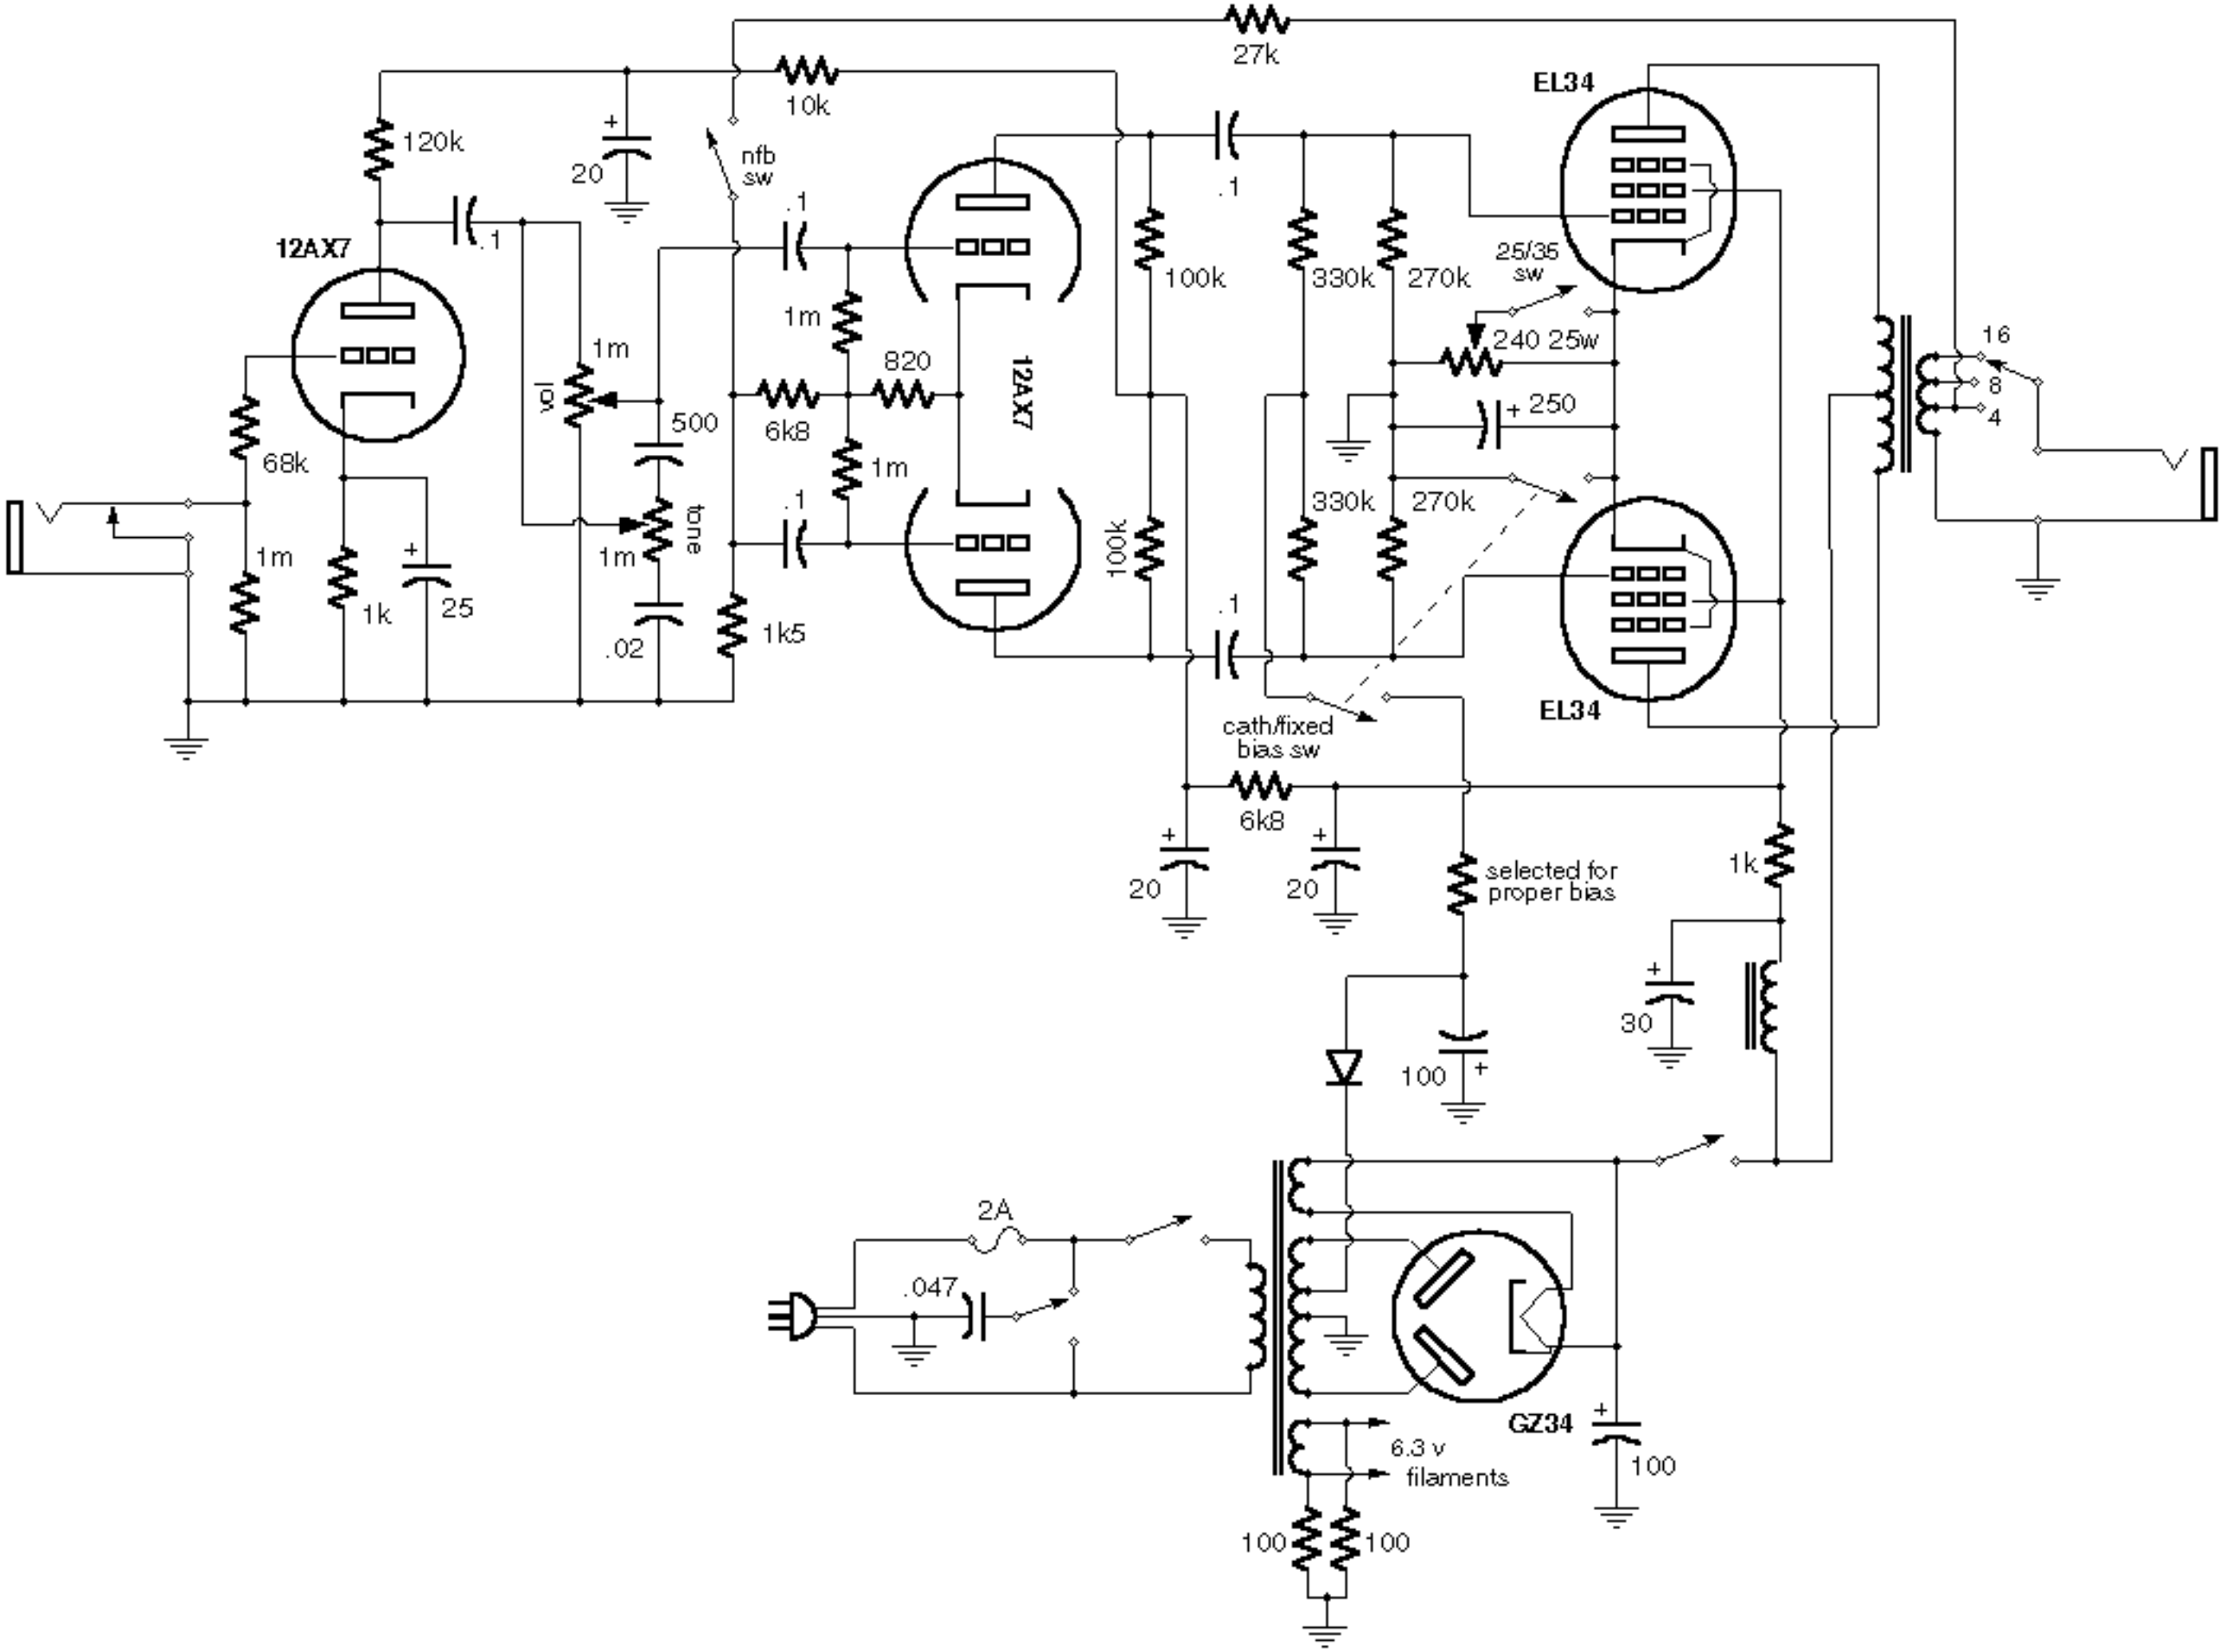 27k
EL34
10k
120k
+
20
nfb
sw
.1
.1
.1
12AX7
100k
330k
270k
25/35
sw
1m
1m
vol
820
240 25w
16
8
4
12AX7
500
+ 250
6k8
68k
1m
330k
270k
tone
.1
100k
1m
1m
+
25
1k
.02
1k5
.1
EL34
cath/fixed
bias sw
6k8
+
20
+
20
selected for
proper bias
1k
+
30
100
+
2A
.047
GZ34
+
100
6.3 v
filaments
100
100